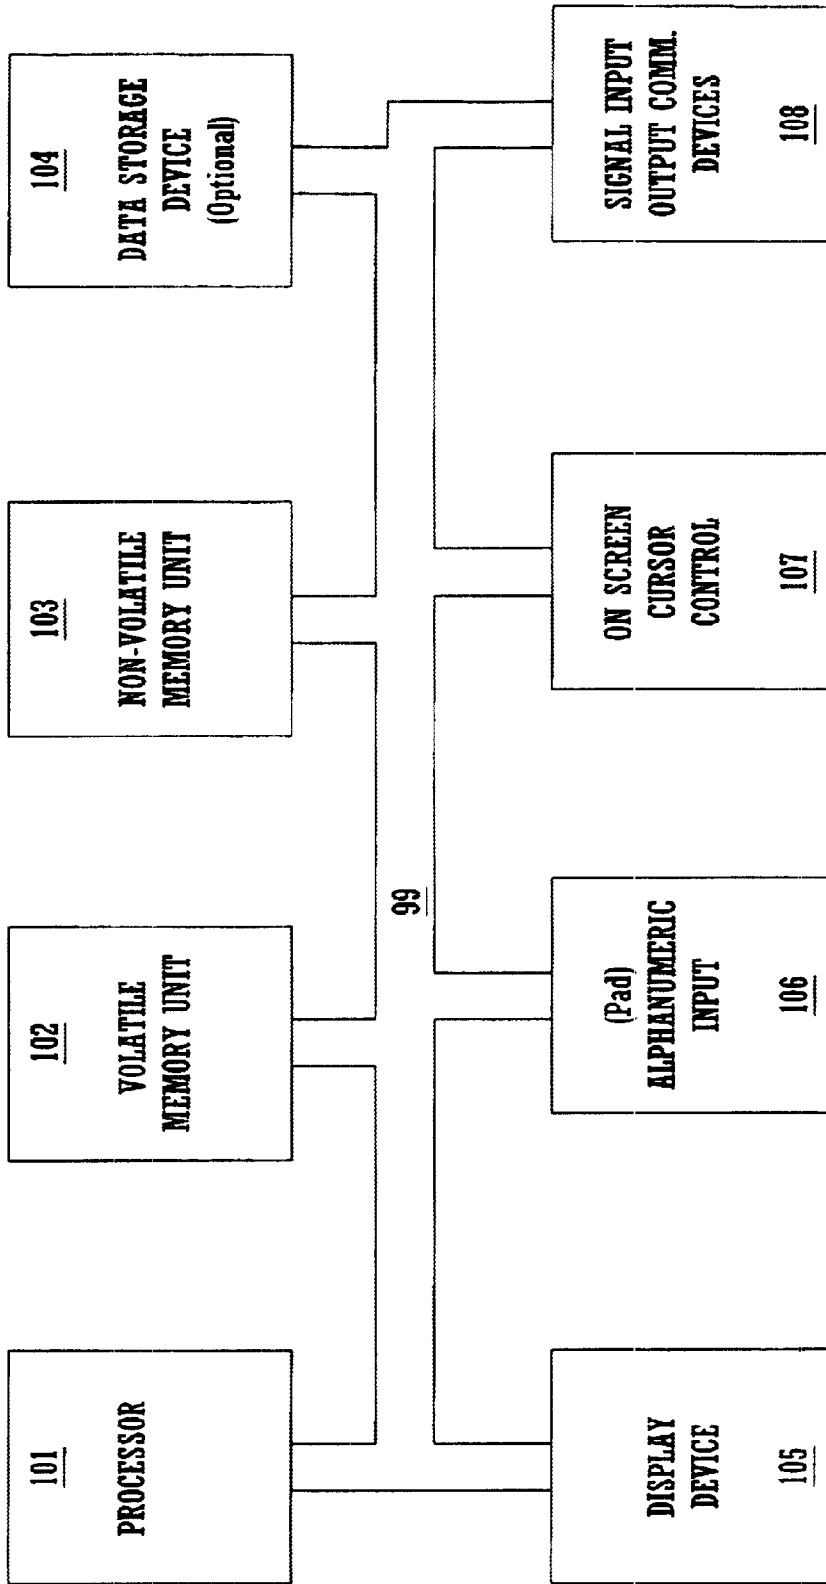 101
PROCESSOR
102
VOLATILE
MEMORY UNIT
103
NON-VOLATILE
MEMORY UNIT
104
DATA STORAGE
DEVICE
(Optional)
99
DISPLAY
DEVICE
105
(Pad)
ALPHANUMERIC
INPUT
106
ON SCREEN
CURSOR
CONTROL
107
SIGNAL INPUT
OUTPUT COMM.
DEVICES
108